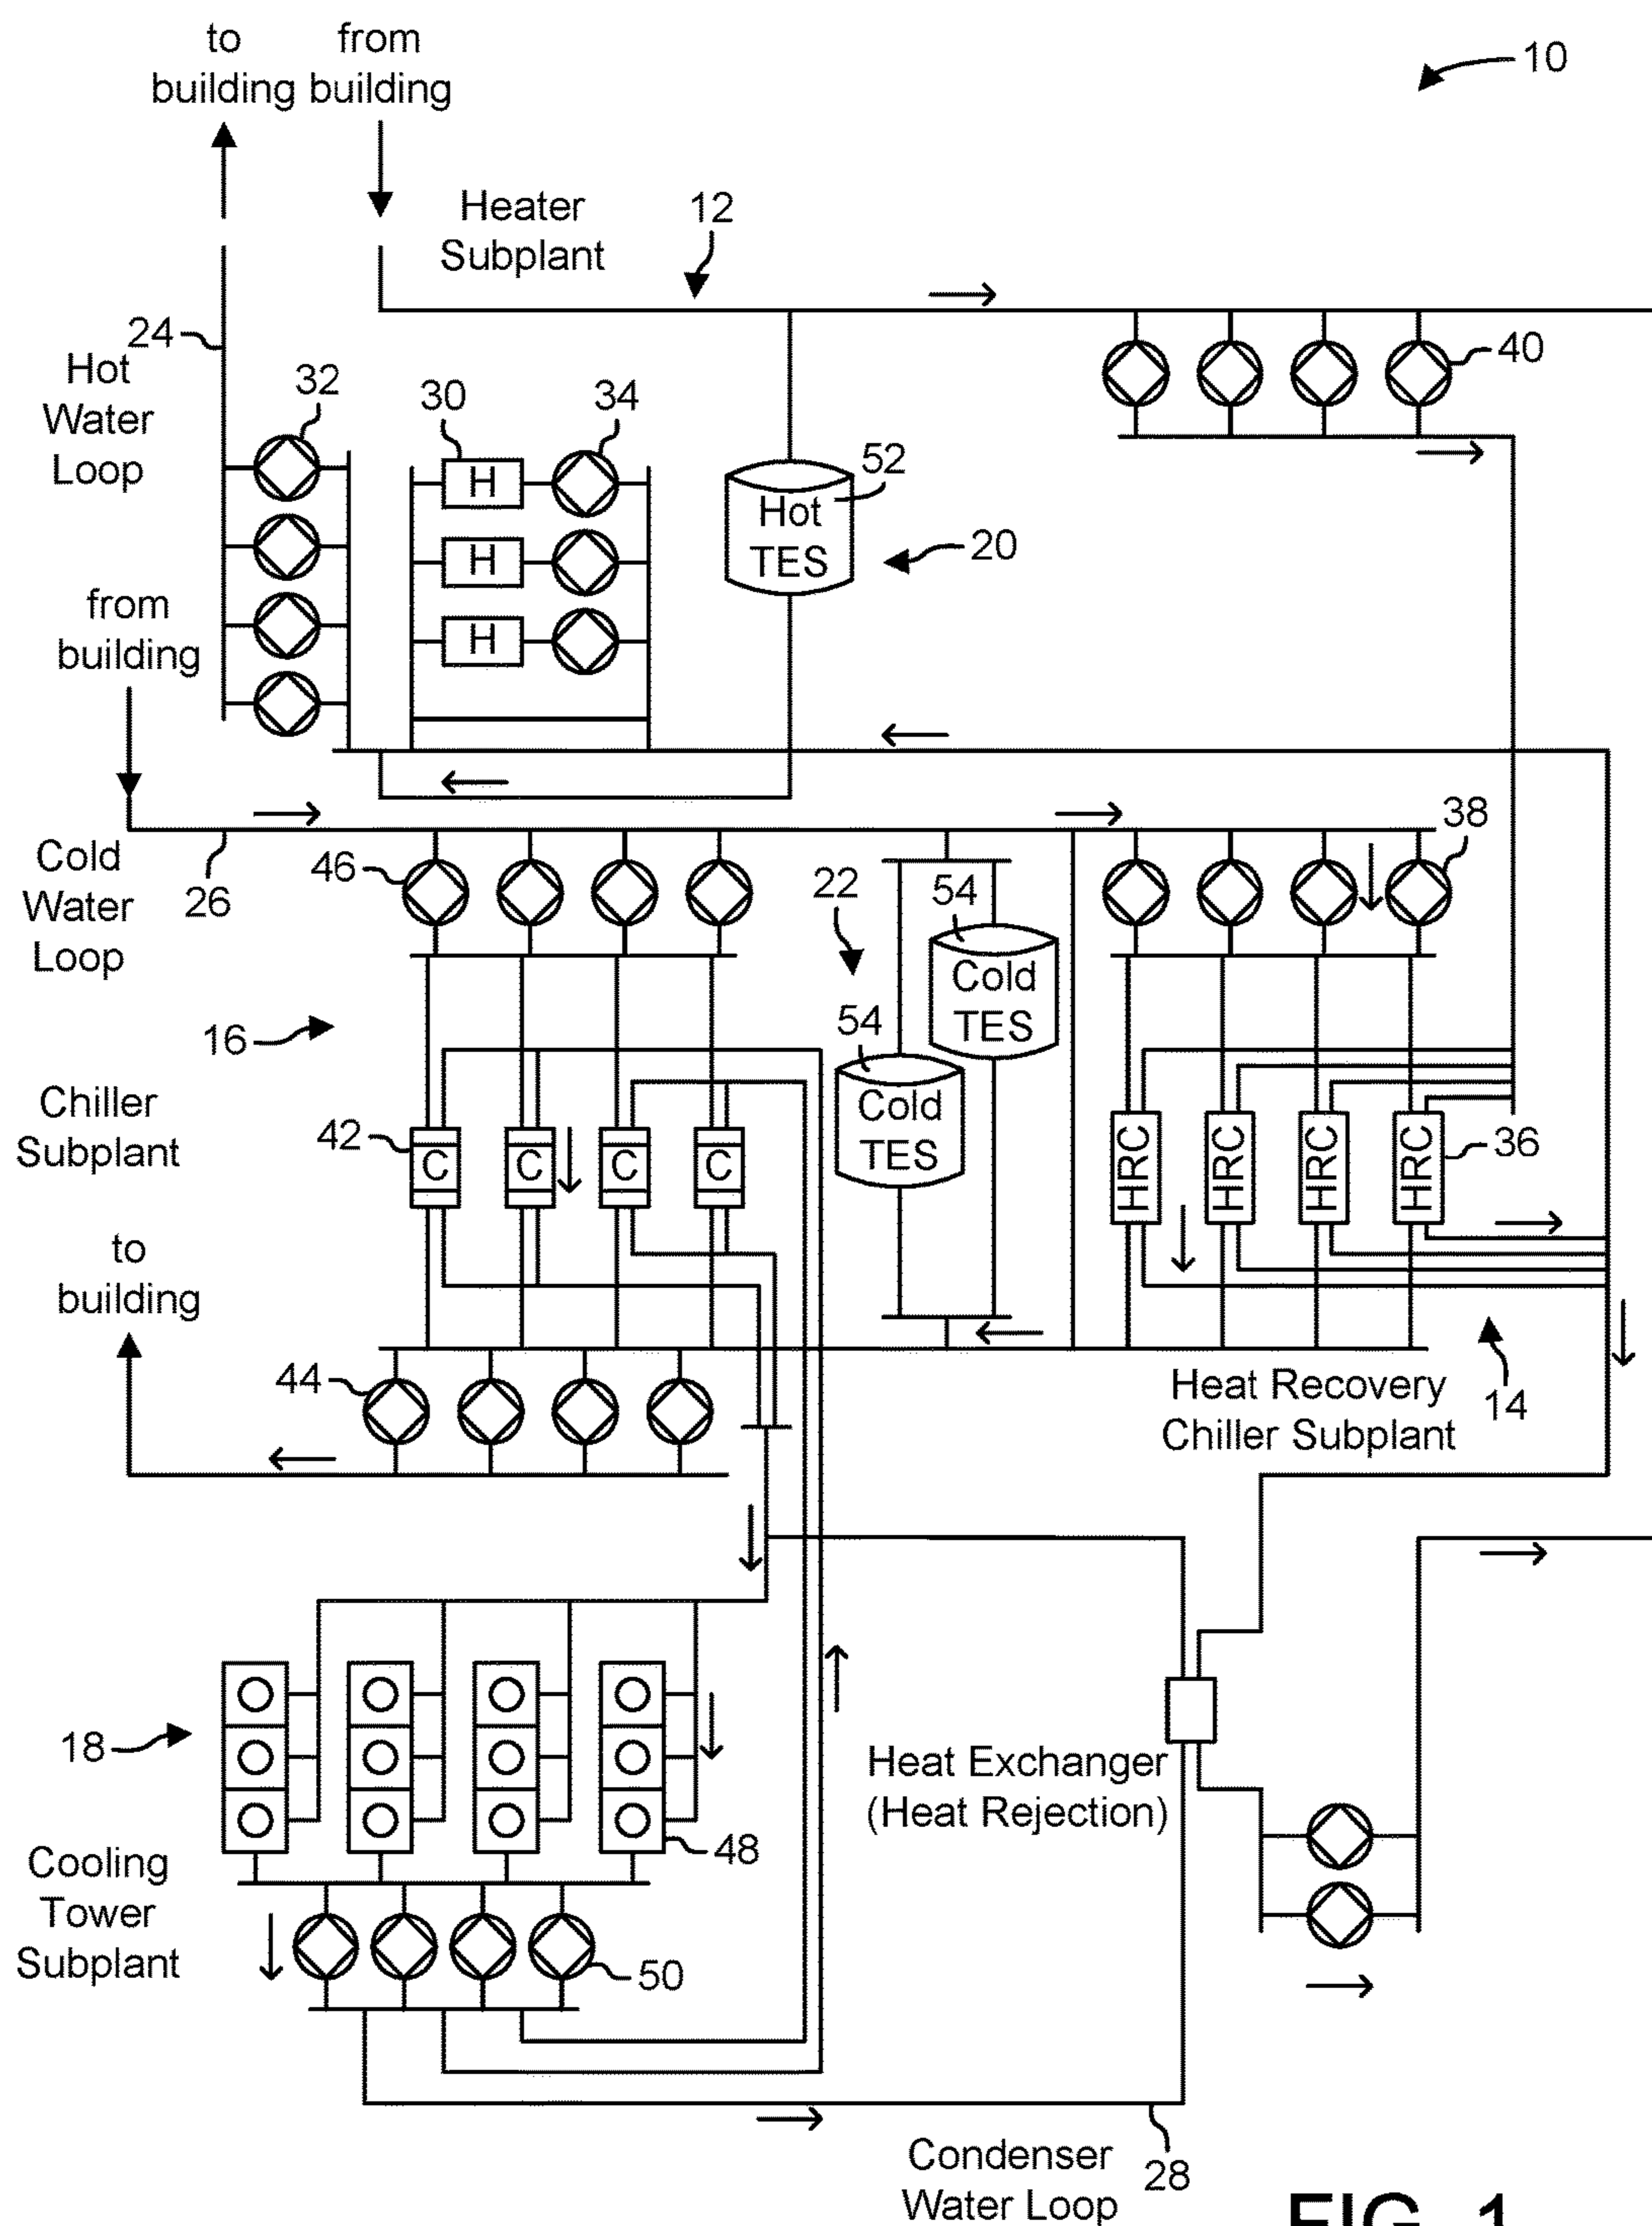 to from
building building
10
Heater
Subplant
12
24
Hot
Water
Loop
32
30
34
40
H
H
H
52
Hot
TES
20
from
building
Cold
Water
Loop
26
46
22
54
54
38
Cold
TES
Cold
TES
16
Chiller
Subplant
42
C
C
C
C
HRC
HRC
HRC
HRC
36
to
building
44
Heat Recovery
Chiller Subplant
14
18
Heat Exchanger
(Heat Rejection)
48
Cooling
Tower
Subplant
50
Condenser
Water Loop
28
FIG. 1